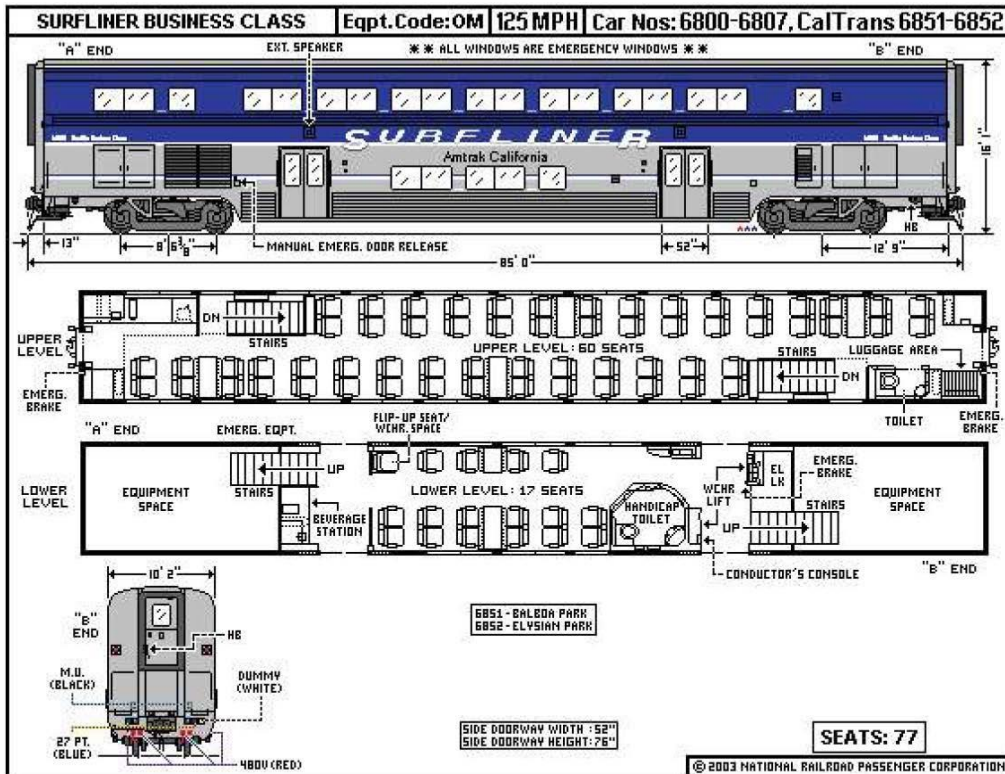 SURFLINER BUSINESS CLASS
Eqpt.Code:OM
125 MPH
Car Nos: 6800-6807, CalTrans 6851-6852
"A" END
EXT. SPEAKER
* * ALL WINDOWS ARE EMERGENCY WINDOWS * *
"B" END
SURFLINER
Amtrak California
16' 1"
13"
8' 6 3/8"
MANUAL EMERG. DOOR RELEASE
52"
12' 9"
HB
85' 0"
UPPER
LEVEL
DN
STAIRS
UPPER LEVEL: 60 SEATS
STAIRS
LUGGAGE AREA
DN
EMERG.
BRAKE
TOILET
EMERG.
BRAKE
"A" END
EMERG. EQPT.
FLIP-UP SEAT/
WCHR. SPACE
LOWER
LEVEL
EQUIPMENT
SPACE
UP
STAIRS
BEVERAGE
STATION
LOWER LEVEL: 17 SEATS
HANDICAP
TOILET
WCHR
LIFT
EL
LK
EMERG.
BRAKE
STAIRS
UP
EQUIPMENT
SPACE
CONDUCTOR'S CONSOLE
"B" END
10' 2"
"B"
END
HB
M.U.
(BLACK)
DUMMY
(WHITE)
27 PT.
(BLUE)
480V (RED)
6851 - BALBOA PARK
6852 - ELYSIAN PARK
SIDE DOORWAY WIDTH : 52"
SIDE DOORWAY HEIGHT: 76"
SEATS: 77
© 2003 NATIONAL RAILROAD PASSENGER CORPORATION